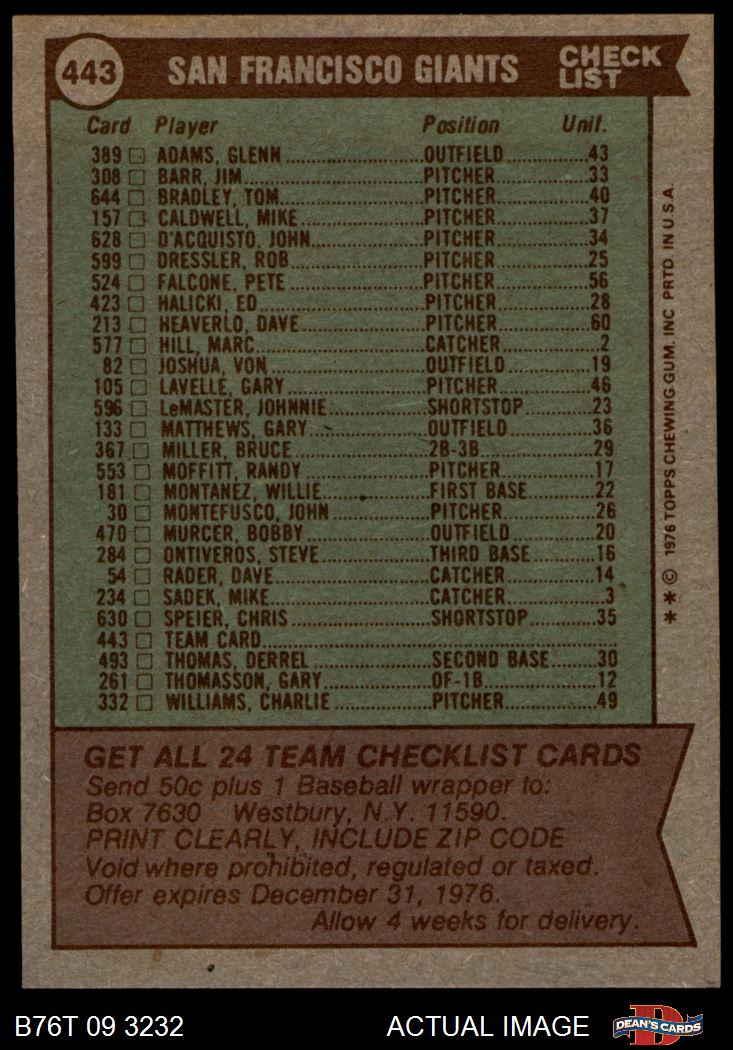 443 SAN FRANCISCO GIANTS CHECK LIST
Card Player Position Unif.
389 ADAMS, GLENN OUTFIELD 43
308 BARR, JIM PITCHER 33
644 BRADLEY, TOM PITCHER 40
157 CALDWELL, MIKE PITCHER 37
628 D'ACQUISTO, JOHN PITCHER 34
599 DRESSLER, ROB PITCHER 25
524 FALCONE, PETE PITCHER 56
423 HALICKI, ED PITCHER 28
213 HEAVERLO, DAVE PITCHER 60
577 HILL, MARC CATCHER 2
82 JOSHUA, VON OUTFIELD 19
105 LAVELLE, GARY PITCHER 46
596 LeMASTER, JOHNNIE SHORTSTOP 23
133 MATTHEWS, GARY OUTFIELD 36
367 MILLER, BRUCE 2B-3B 29
553 MOFFITT, RANDY PITCHER 17
181 MONTANEZ, WILLIE FIRST BASE 22
30 MONTEFUSCO, JOHN PITCHER 26
470 MURCER, BOBBY OUTFIELD 20
284 ONTIVEROS, STEVE THIRD BASE 16
54 RADER, DAVE CATCHER 14
234 SADEK, MIKE CATCHER 3
630 SPEIER, CHRIS SHORTSTOP 35
443 TEAM CARD
493 THOMAS, DERREL SECOND BASE 30
261 THOMASSON, GARY OF-1B 12
332 WILLIAMS, CHARLIE PITCHER 49
* * © 1976 TOPPS CHEWING GUM, INC PRTD. IN U.S.A.
GET ALL 24 TEAM CHECKLIST CARDS
Send 50c plus 1 Baseball wrapper to:
Box 7630 Westbury, N.Y. 11590.
PRINT CLEARLY, INCLUDE ZIP CODE
Void where prohibited, regulated or taxed.
Offer expires December 31, 1976.
Allow 4 weeks for delivery.
B76T 09 3232 ACTUAL IMAGE D DEAN'S CARDS